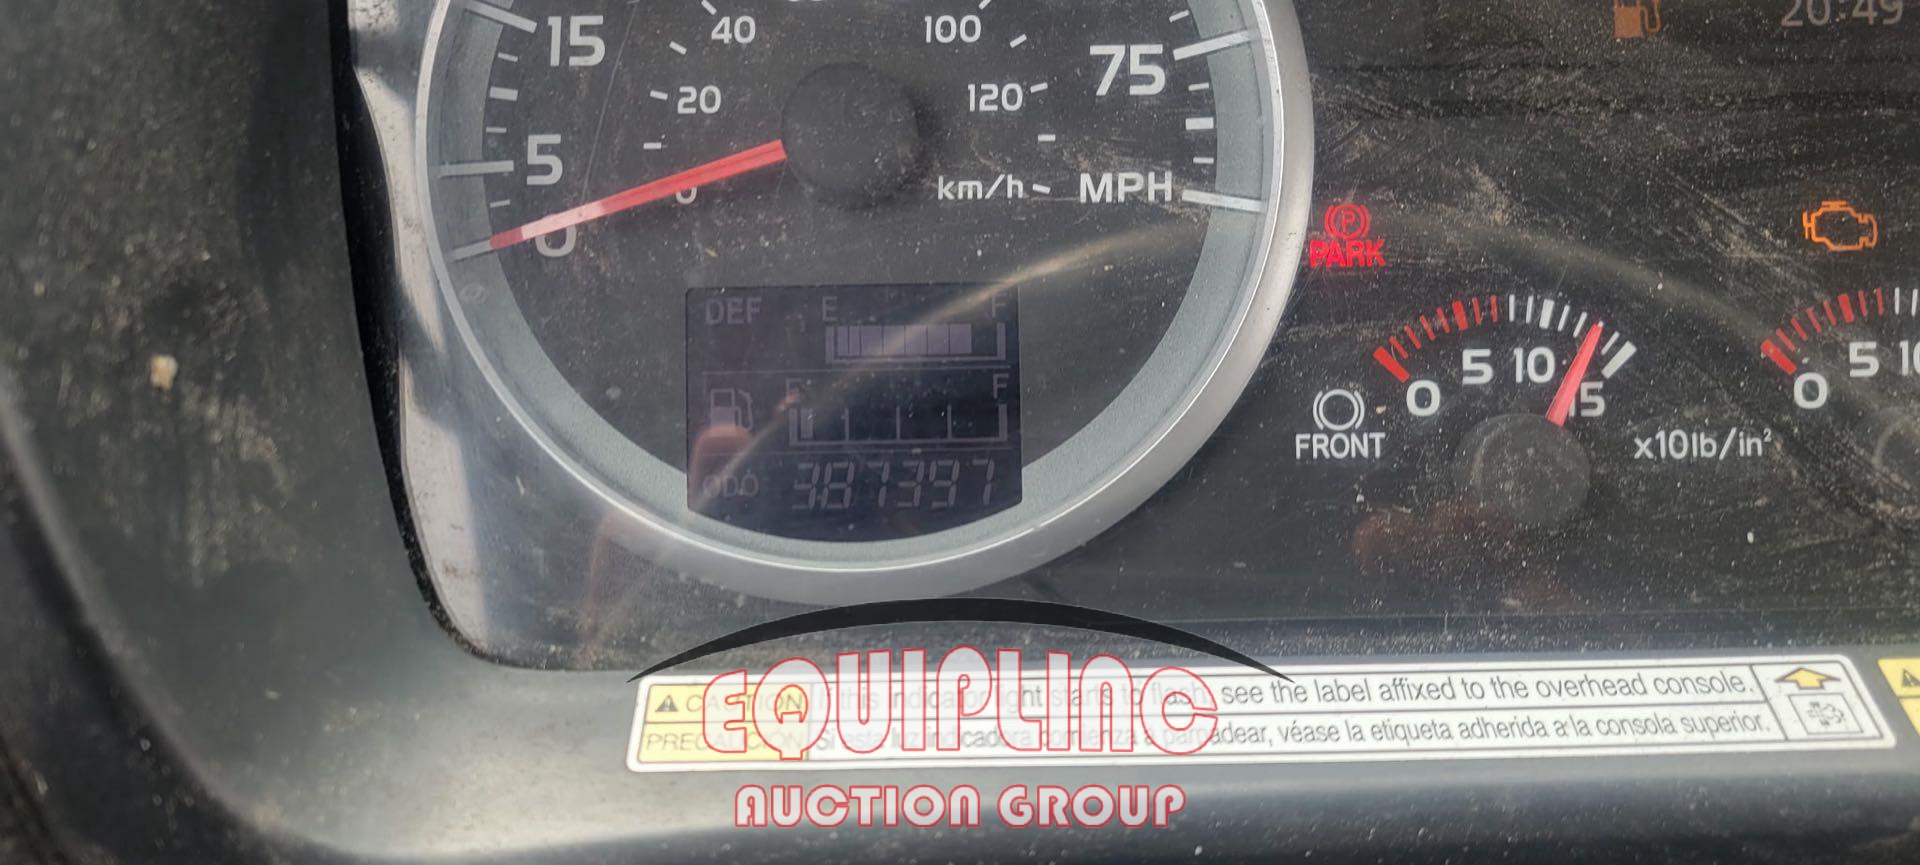 20:49
15 40 100 75
20 120
5
0 0 km/h MPH
PARK
DEF E F
E F
ODO 387397
0 5 10 15
FRONT x10lb/in²
0 5 10
CAUTION If this indicator light starts to flash, see the label affixed to the overhead console.
PRECAUCIÓN Si esta luz indicadora comienza a parpadear, véase la etiqueta adherida a la consola superior.
EQUIPLINC
AUCTION GROUP